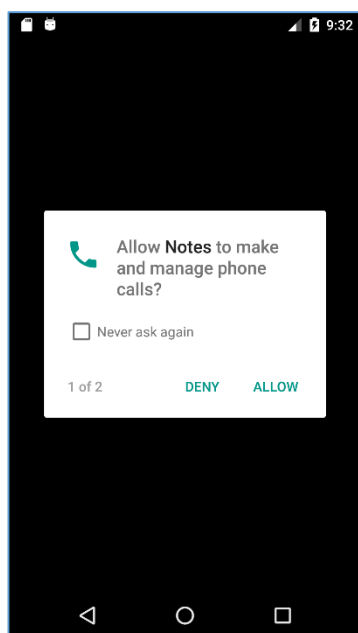 9:32
Allow Notes to make
and manage phone
calls?
Never ask again
1 of 2 DENY ALLOW